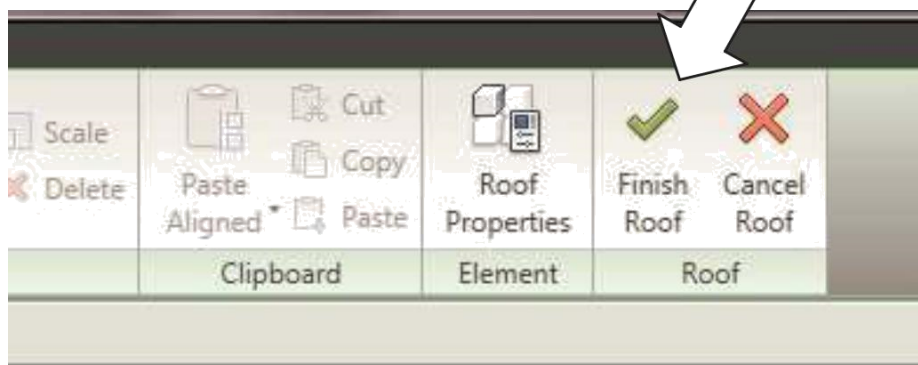 Scale
Delete
Paste
Aligned
Cut
Copy
Paste
Clipboard
Roof
Properties
Element
Finish
Roof
Cancel
Roof
Roof